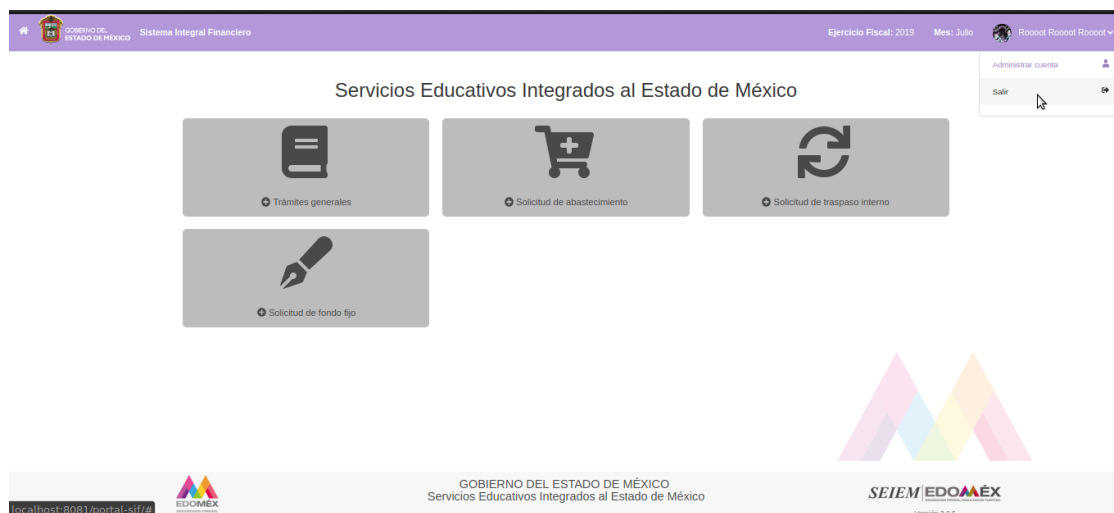 GOBIERNO DEL
ESTADO DE MÉXICO
Sistema Integral Financiero
Ejercicio Fiscal: 2019
Mes: Julio
Roooot Roooot Roooot
Administrar cuenta
Salir
Servicios Educativos Integrados al Estado de México
Trámites generales
Solicitud de abastecimiento
Solicitud de traspaso interno
Solicitud de fondo fijo
GOBIERNO DEL ESTADO DE MÉXICO
Servicios Educativos Integrados al Estado de México
EDOMÉX
SEIEM EDOMÉX
localhost:8081/portal-sif/#